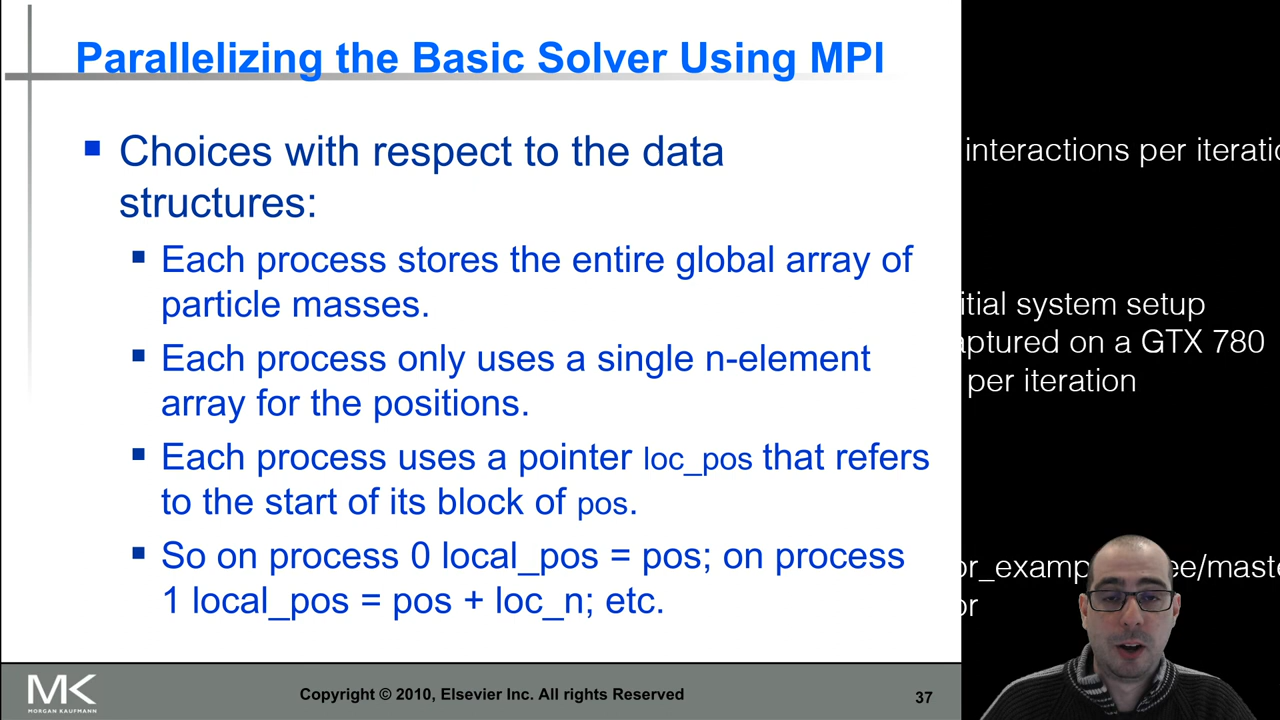 Parallelizing the Basic Solver Using MPI
Choices with respect to the data
structures:
Each process stores the entire global array of
particle masses.
Each process only uses a single n-element
array for the positions.
Each process uses a pointer loc_pos that refers
to the start of its block of pos.
So on process 0 local_pos = pos; on process
1 local_pos = pos + loc_n; etc.
MK
MORGAN KAUFMANN
Copyright © 2010, Elsevier Inc. All rights Reserved
37
interactions per iteratio
itial system setup
aptured on a GTX 780
per iteration
or_examp ee/maste
or